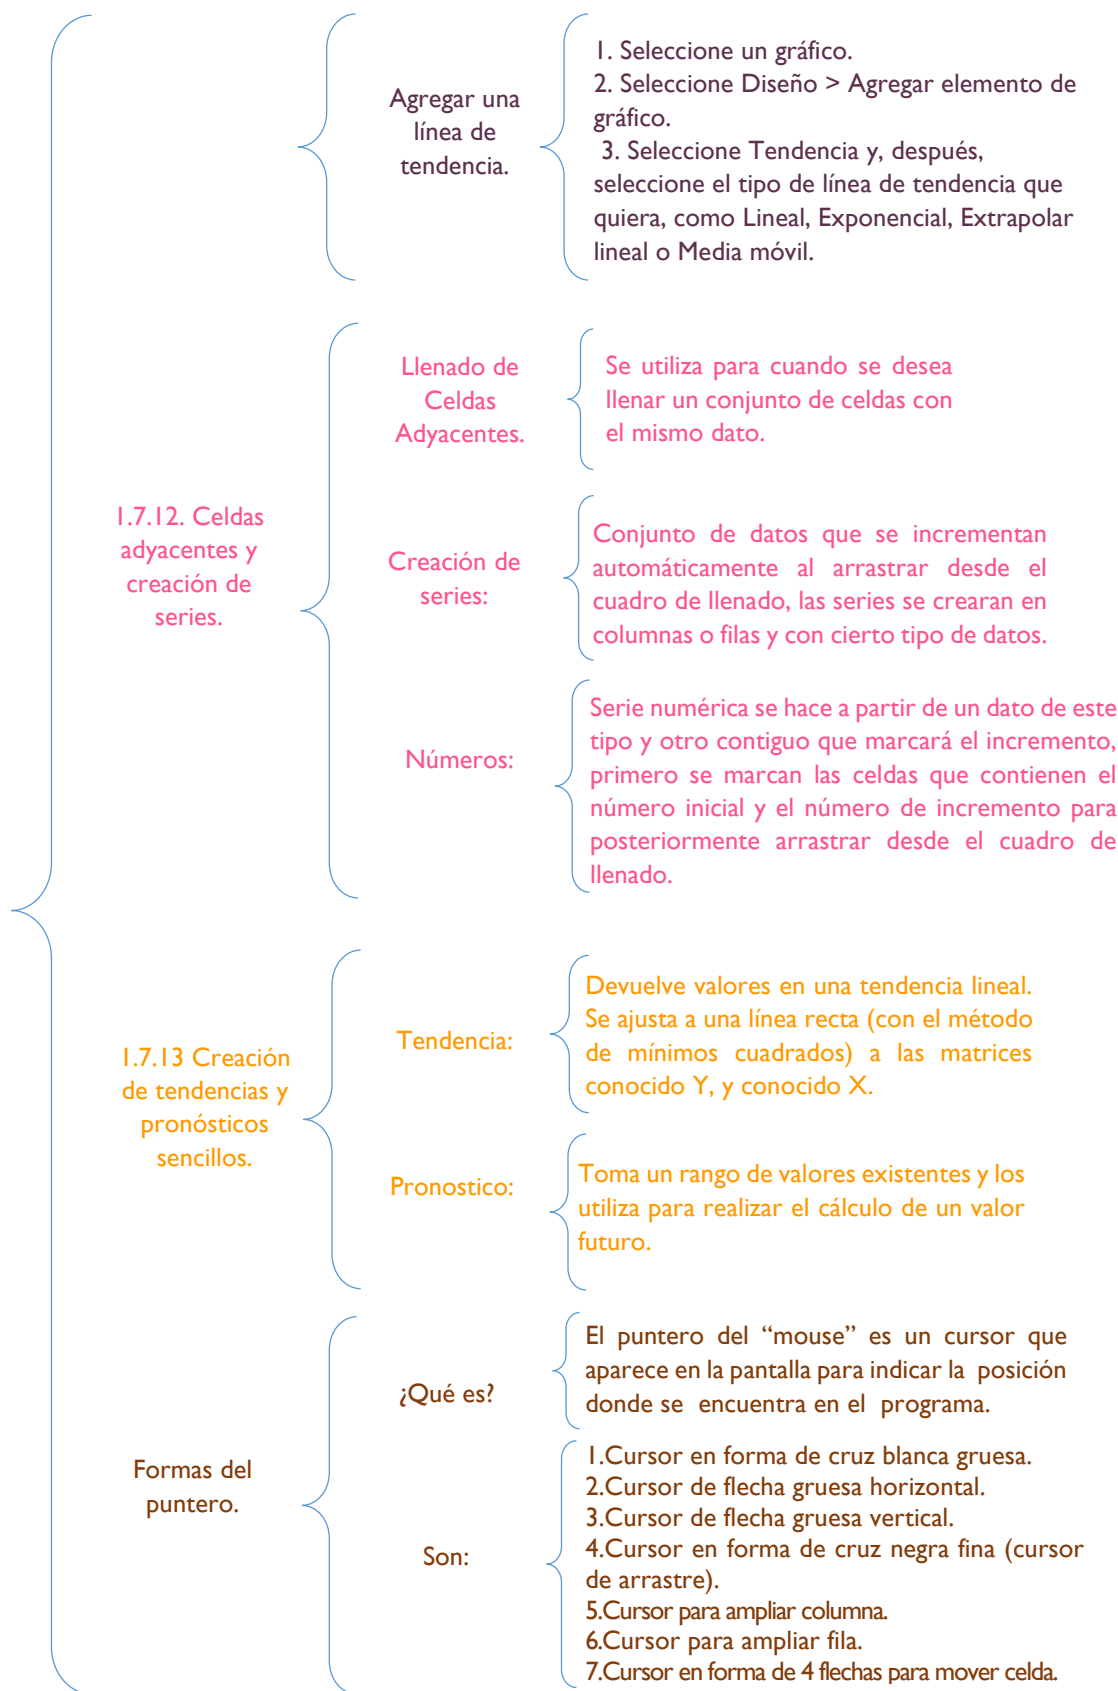 Agregar una
línea de
tendencia.
1. Seleccione un gráfico.
2. Seleccione Diseño > Agregar elemento de
gráfico.
3. Seleccione Tendencia y, después,
seleccione el tipo de línea de tendencia que
quiera, como Lineal, Exponencial, Extrapolar
lineal o Media móvil.
1.7.12. Celdas
adyacentes y
creación de
series.
Llenado de
Celdas
Adyacentes.
Se utiliza para cuando se desea
llenar un conjunto de celdas con
el mismo dato.
Creación de
series:
Conjunto de datos que se incrementan
automáticamente al arrastrar desde el
cuadro de llenado, las series se crearan en
columnas o filas y con cierto tipo de datos.
Números:
Serie numérica se hace a partir de un dato de este
tipo y otro contiguo que marcará el incremento,
primero se marcan las celdas que contienen el
número inicial y el número de incremento para
posteriormente arrastrar desde el cuadro de
llenado.
1.7.13 Creación
de tendencias y
pronósticos
sencillos.
Tendencia:
Devuelve valores en una tendencia lineal.
Se ajusta a una línea recta (con el método
de mínimos cuadrados) a las matrices
conocido Y, y conocido X.
Pronostico:
Toma un rango de valores existentes y los
utiliza para realizar el cálculo de un valor
futuro.
Formas del
puntero.
¿Qué es?
El puntero del “mouse” es un cursor que
aparece en la pantalla para indicar la posición
donde se encuentra en el programa.
Son:
1.Cursor en forma de cruz blanca gruesa.
2.Cursor de flecha gruesa horizontal.
3.Cursor de flecha gruesa vertical.
4.Cursor en forma de cruz negra fina (cursor
de arrastre).
5.Cursor para ampliar columna.
6.Cursor para ampliar fila.
7.Cursor en forma de 4 flechas para mover celda.